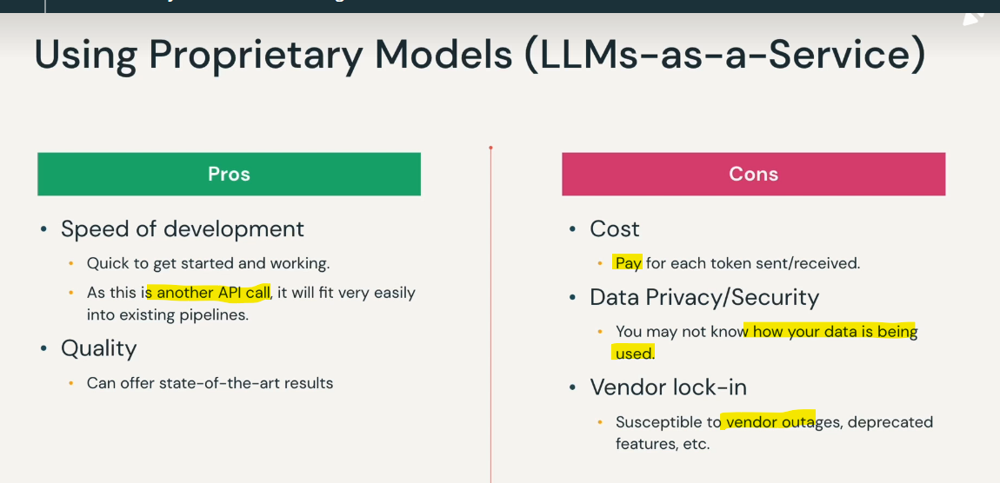 Using Proprietary Models (LLMs-as-a-Service)
Pros
• Speed of development
• Quick to get started and working.
• As this is another API call, it will fit very easily
into existing pipelines.
• Quality
• Can offer state-of-the-art results
Cons
• Cost
• Pay for each token sent/received.
• Data Privacy/Security
• You may not know how your data is being
used.
• Vendor lock-in
• Susceptible to vendor outages, deprecated
features, etc.